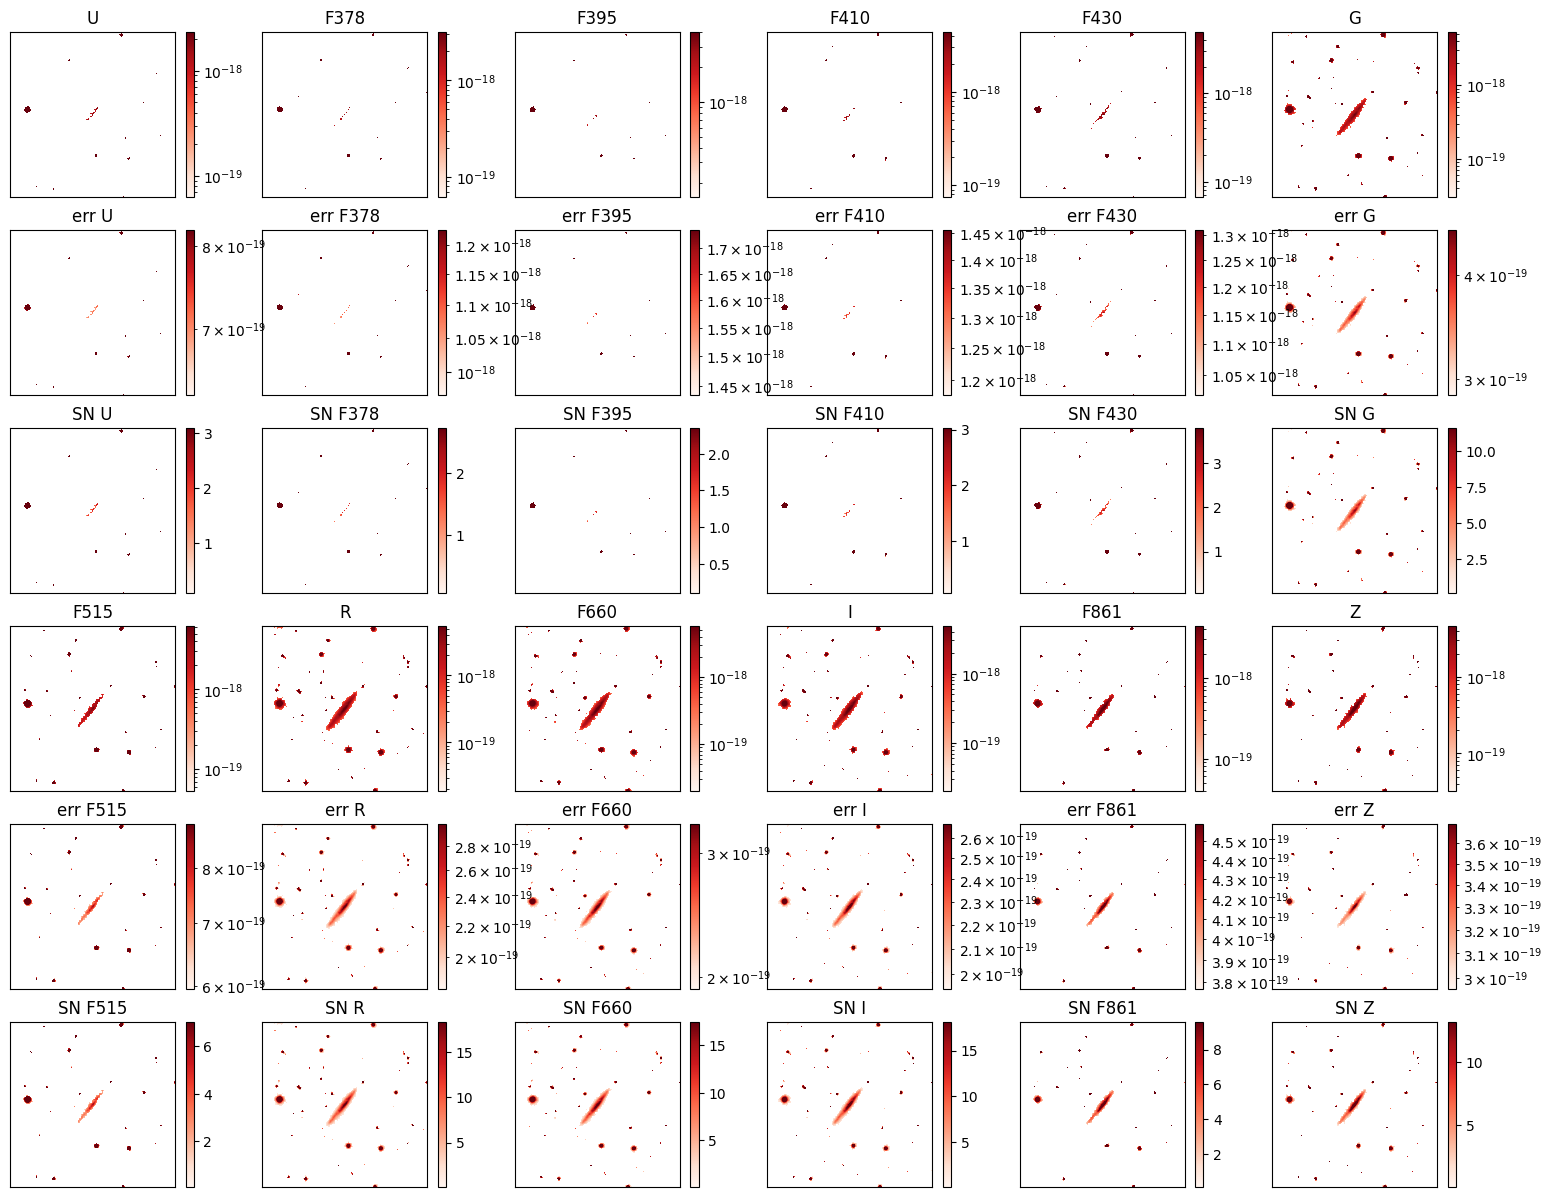 U F378 F395 F410 F430 G
10⁻¹⁸ 10⁻¹⁸ 10⁻¹⁸ 10⁻¹⁸ 10⁻¹⁸ 10⁻¹⁸
10⁻¹⁹ 10⁻¹⁹ 10⁻¹⁹ 10⁻¹⁹ 10⁻¹⁹
err U err F378 err F395 err F410 err F430 err G
8 × 10⁻¹⁹ 1.2 × 10⁻¹⁸ 1.7 × 10⁻¹⁸ 1.45 × 10⁻¹⁸ 1.3 × 10⁻¹⁸ 4 × 10⁻¹⁹
7 × 10⁻¹⁹ 1.15 × 10⁻¹⁸ 1.65 × 10⁻¹⁸ 1.4 × 10⁻¹⁸ 1.25 × 10⁻¹⁸ 3 × 10⁻¹⁹
1.1 × 10⁻¹⁸ 1.6 × 10⁻¹⁸ 1.35 × 10⁻¹⁸ 1.2 × 10⁻¹⁸
1.05 × 10⁻¹⁸ 1.55 × 10⁻¹⁸ 1.3 × 10⁻¹⁸ 1.15 × 10⁻¹⁸
10⁻¹⁸ 1.5 × 10⁻¹⁸ 1.25 × 10⁻¹⁸ 1.1 × 10⁻¹⁸
1.45 × 10⁻¹⁸ 1.2 × 10⁻¹⁸ 1.05 × 10⁻¹⁸
SN U SN F378 SN F395 SN F410 SN F430 SN G
3 2 2.0 3 3 10.0
2 1 1.5 2 2 7.5
1 1.0 1 1 5.0
0.5 2.5
F515 R F660 I F861 Z
10⁻¹⁸ 10⁻¹⁸ 10⁻¹⁸ 10⁻¹⁸ 10⁻¹⁸ 10⁻¹⁸
10⁻¹⁹ 10⁻¹⁹ 10⁻¹⁹ 10⁻¹⁹ 10⁻¹⁹ 10⁻¹⁹
err F515 err R err F660 err I err F861 err Z
8 × 10⁻¹⁹ 2.8 × 10⁻¹⁹ 3 × 10⁻¹⁹ 2.6 × 10⁻¹⁹ 4.5 × 10⁻¹⁹ 3.6 × 10⁻¹⁹
7 × 10⁻¹⁹ 2.6 × 10⁻¹⁹ 2 × 10⁻¹⁹ 2.5 × 10⁻¹⁹ 4.4 × 10⁻¹⁹ 3.5 × 10⁻¹⁹
6 × 10⁻¹⁹ 2.4 × 10⁻¹⁹ 2.4 × 10⁻¹⁹ 4.3 × 10⁻¹⁹ 3.4 × 10⁻¹⁹
2.2 × 10⁻¹⁹ 2.3 × 10⁻¹⁹ 4.2 × 10⁻¹⁹ 3.3 × 10⁻¹⁹
2 × 10⁻¹⁹ 2.2 × 10⁻¹⁹ 4.1 × 10⁻¹⁹ 3.2 × 10⁻¹⁹
2.1 × 10⁻¹⁹ 4 × 10⁻¹⁹ 3.1 × 10⁻¹⁹
2 × 10⁻¹⁹ 3.9 × 10⁻¹⁹ 3 × 10⁻¹⁹
3.8 × 10⁻¹⁹
SN F515 SN R SN F660 SN I SN F861 SN Z
6 15 15 15 8 10
4 10 10 10 6 5
2 5 5 5 4
2